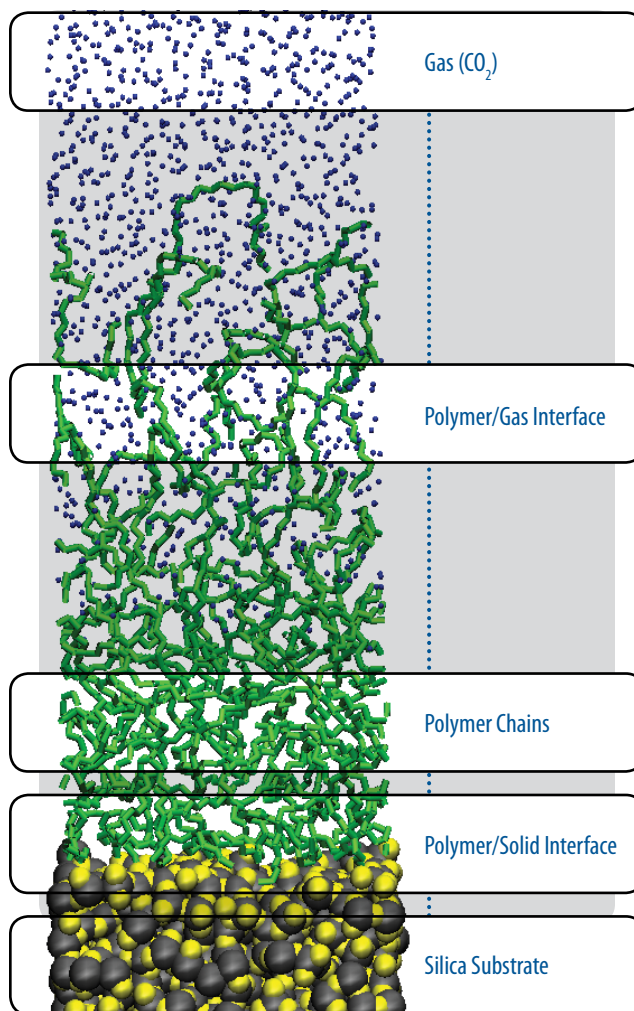 Gas (CO₂)
Polymer/Gas Interface
Polymer Chains
Polymer/Solid Interface
Silica Substrate